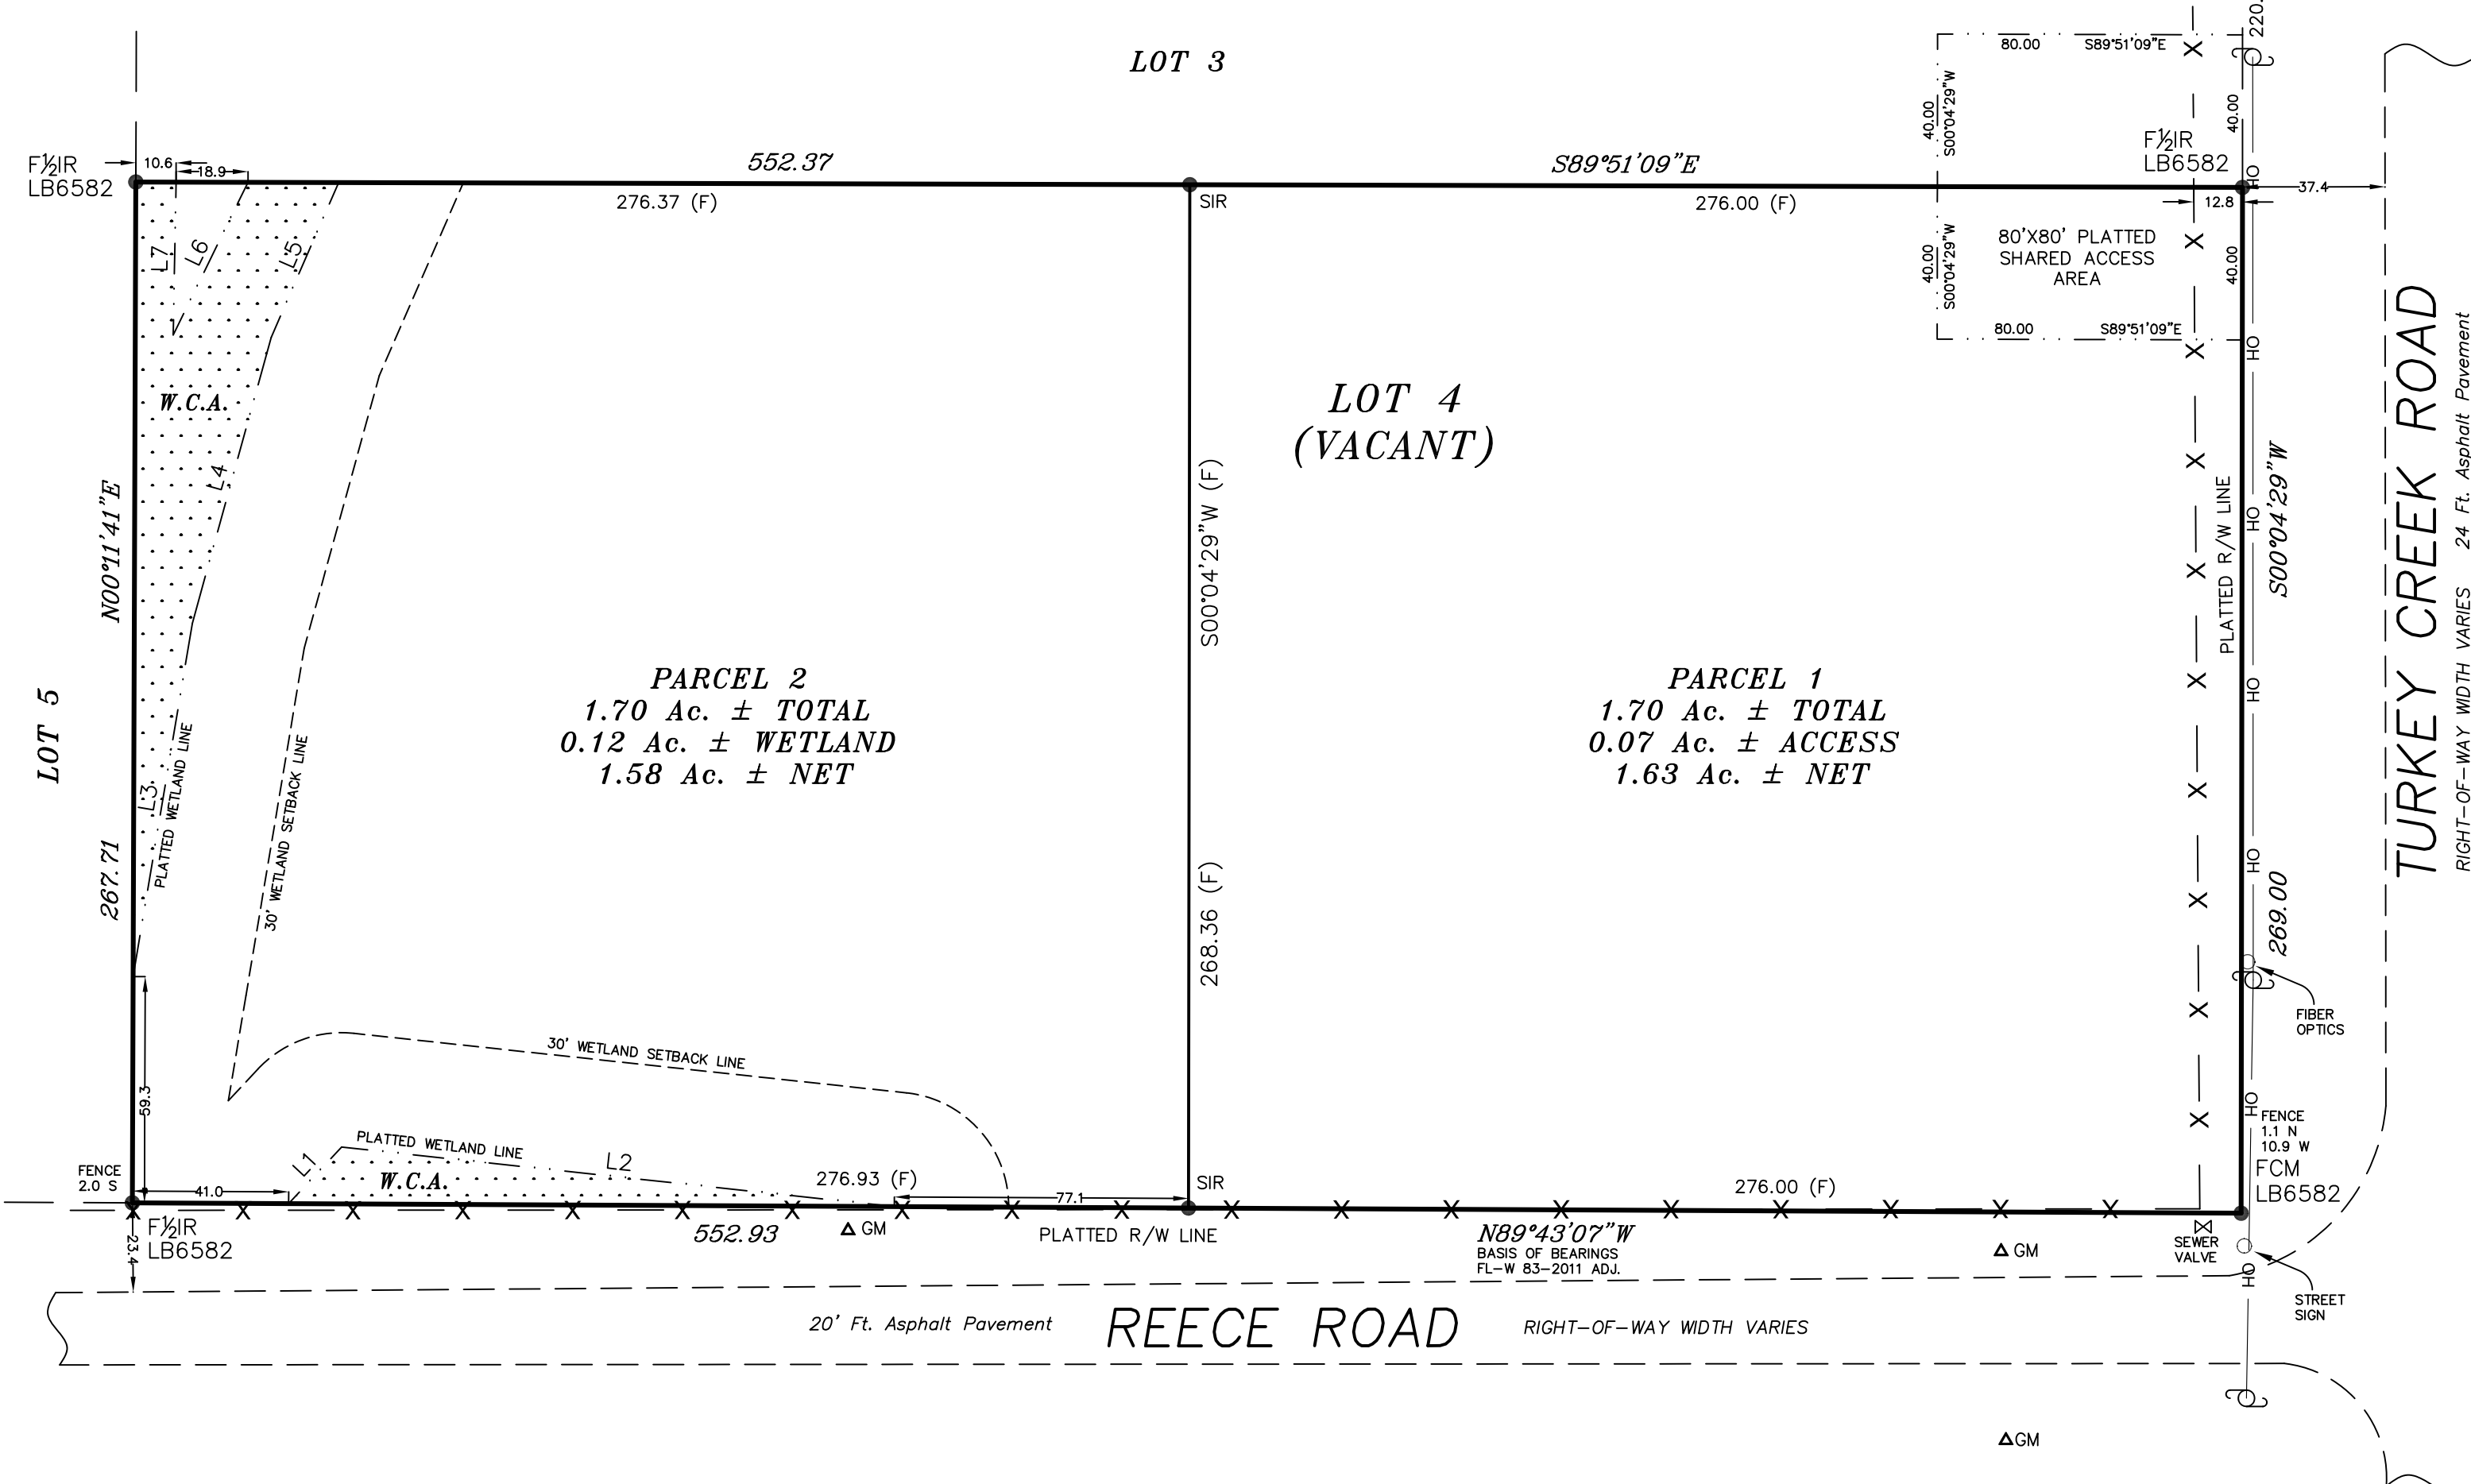 LOT 3
220.
80.00 S89°51'09"E
40.00
S00°04'29"W
40.00
F½IR
LB6582
10.6
18.9
552.37
S89°51'09"E
F½IR
LB6582
OH
37.4
276.37 (F)
SIR
276.00 (F)
12.8
L7
L6
L5
40.00
S00°04'29"W
80'X80' PLATTED
SHARED ACCESS
AREA
40.00
80.00 S89°51'09"E
OH
W.C.A.
LOT 4
(VACANT)
L4
N00°11'41"E
S00°04'29"W (F)
PLATTED R/W LINE
OH
S00°04'29"W
TURKEY CREEK ROAD
RIGHT-OF-WAY WIDTH VARIES 24 Ft. Asphalt Pavement
LOT 5
PARCEL 2
1.70 Ac. ± TOTAL
0.12 Ac. ± WETLAND
1.58 Ac. ± NET
PARCEL 1
1.70 Ac. ± TOTAL
0.07 Ac. ± ACCESS
1.63 Ac. ± NET
OH
L3
PLATTED WETLAND LINE
30' WETLAND SETBACK LINE
267.71
268.36 (F)
OH
269.00
FIBER
OPTICS
30' WETLAND SETBACK LINE
59.3
OH
FENCE
1.1 N
10.9 W
FCM
LB6582
PLATTED WETLAND LINE
L1
L2
W.C.A.
FENCE
2.0 S
41.0
276.93 (F)
77.1
SIR
276.00 (F)
F½IR
LB6582
23.4
552.93
GM
PLATTED R/W LINE
N89°43'07"W
BASIS OF BEARINGS
FL-W 83-2011 ADJ.
GM
SEWER
VALVE
OH
STREET
SIGN
20' Ft. Asphalt Pavement
REECE ROAD
RIGHT-OF-WAY WIDTH VARIES
GM